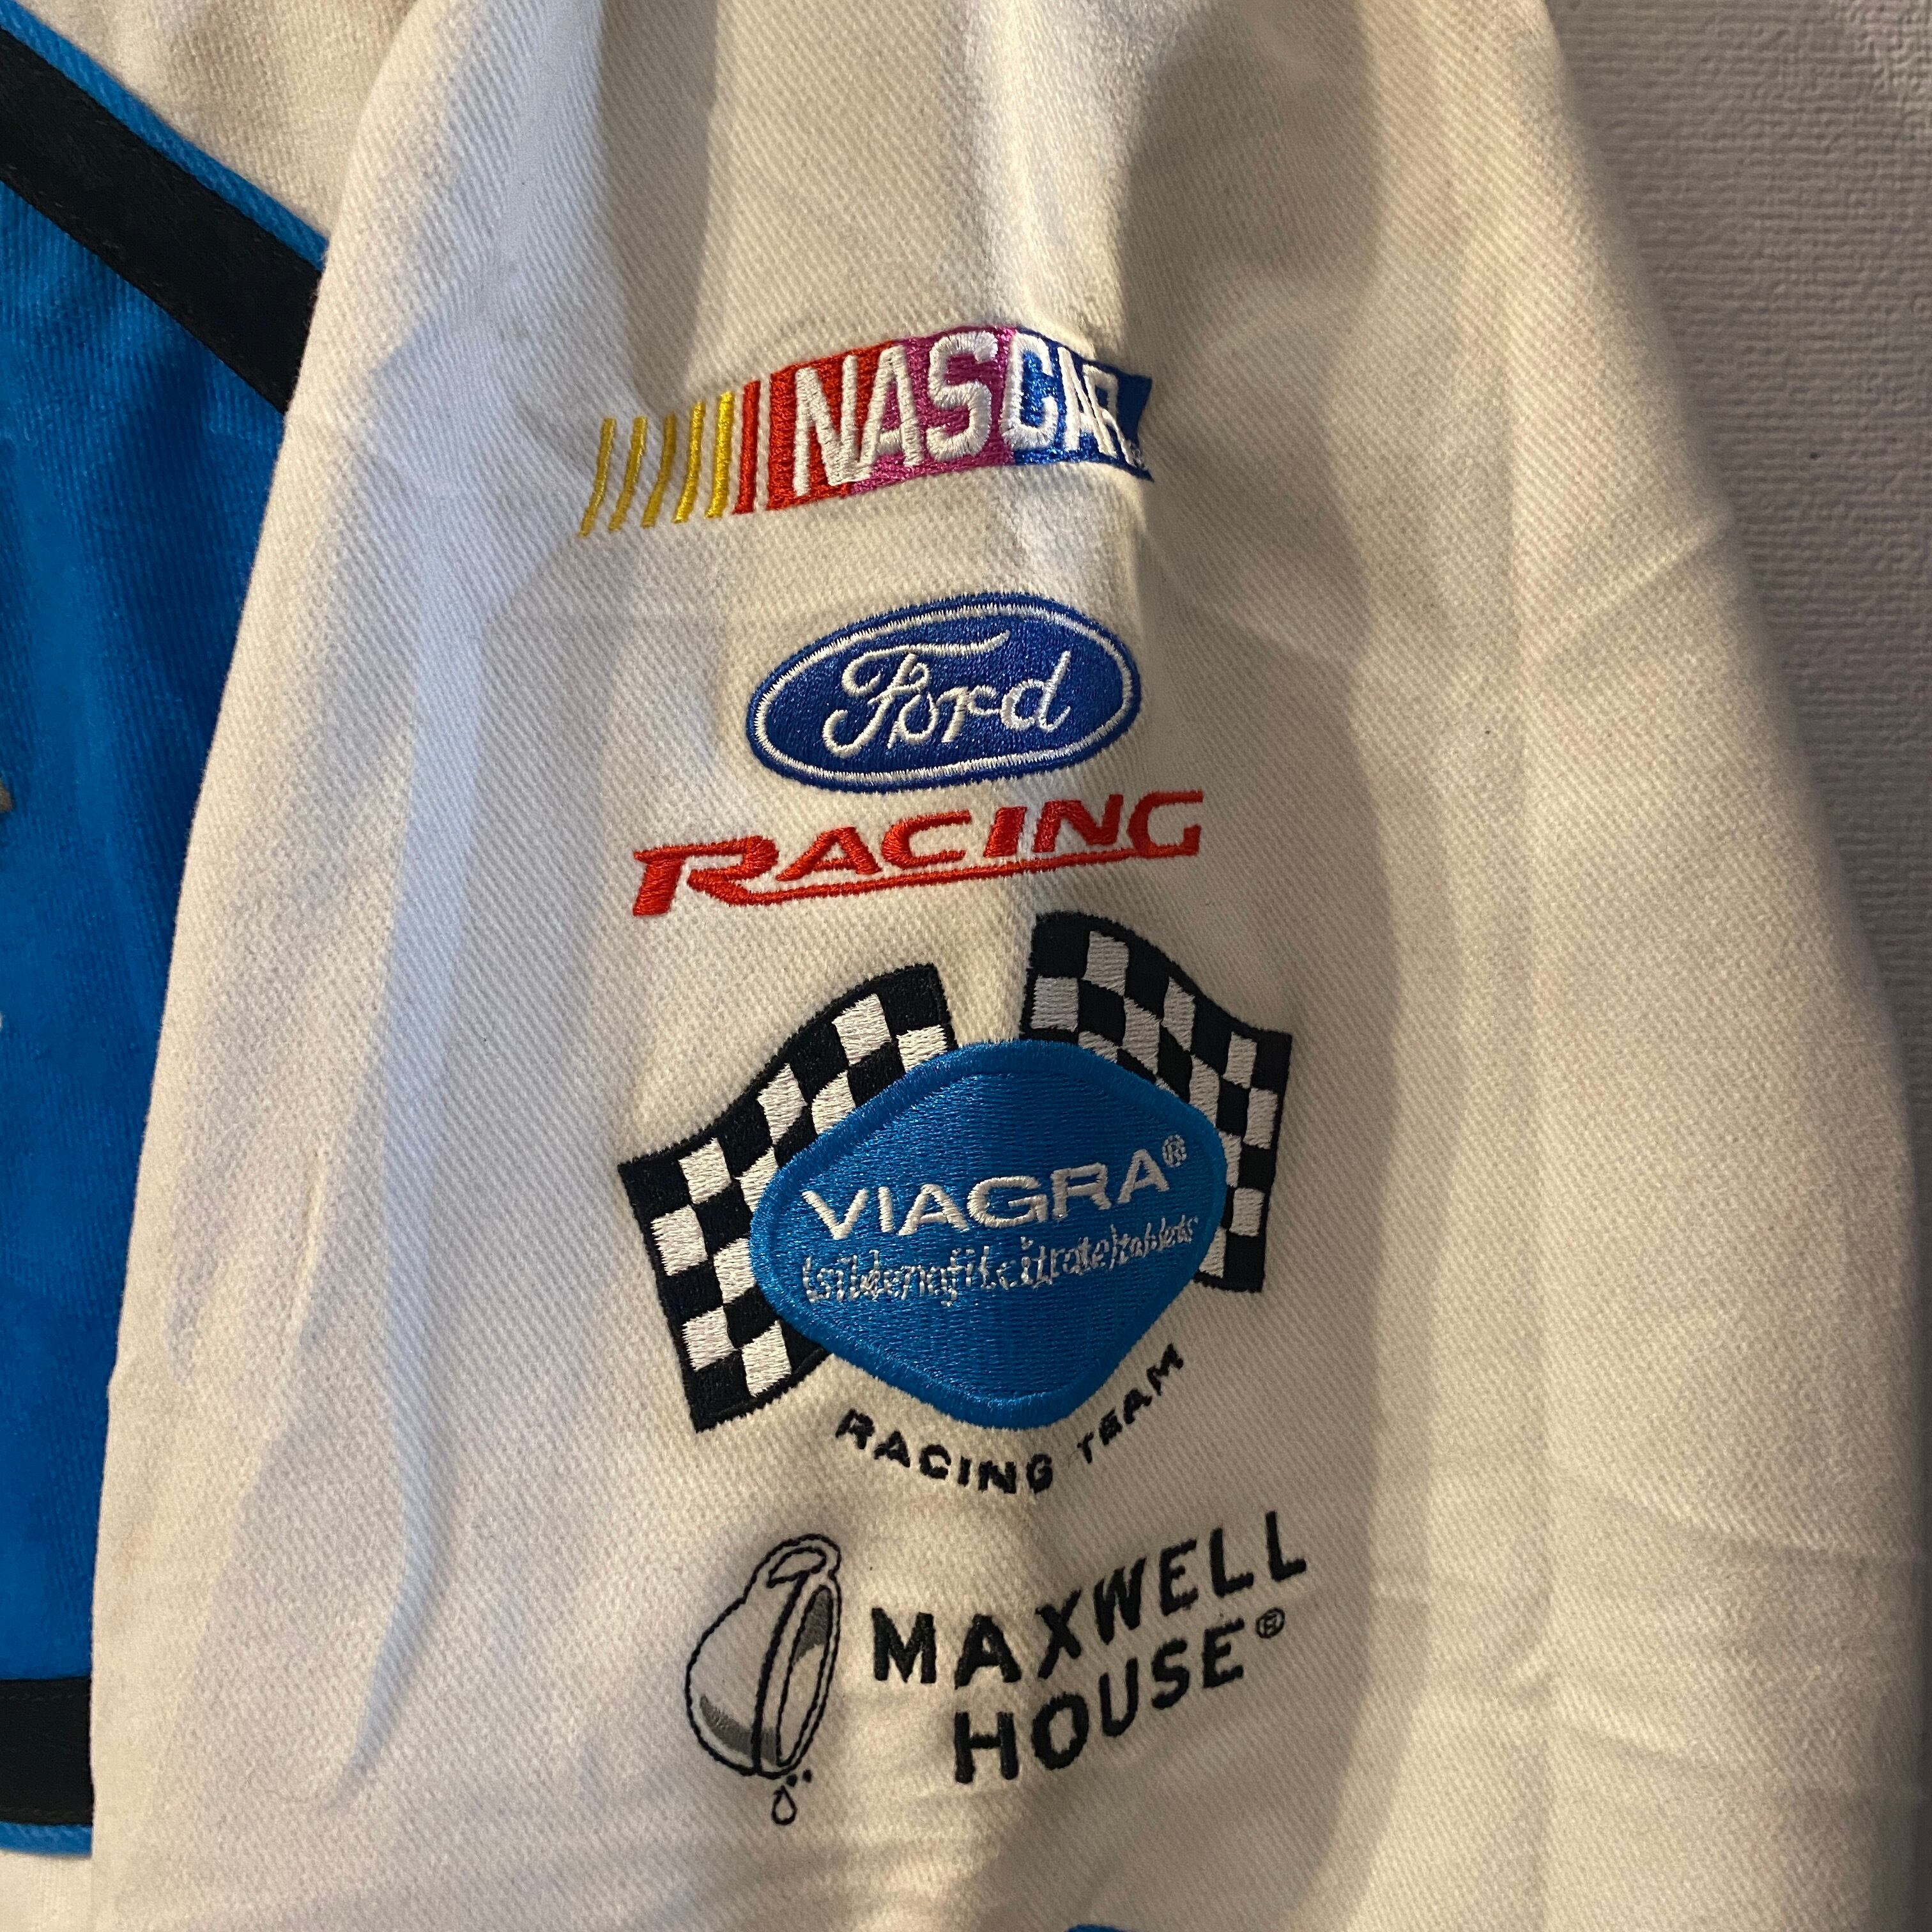 NASCAR
Ford
RACING
VIAGRA®
(sildenafil citrate) tablets
RACING TEAM
MAXWELL
HOUSE®